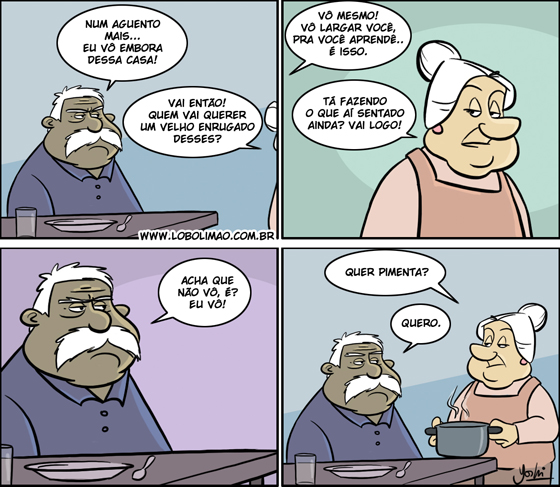 NUM AGUENTO
MAIS...
EU VÔ EMBORA
DESSA CASA!
VAI ENTÃO!
QUEM VAI QUERER
UM VELHO ENRUGADO
DESSES?
WWW.LOBOLIMAO.COM.BR
VÔ MESMO!
VÔ LARGAR VOCÊ,
PRA VOCÊ APRENDÊ..
É ISSO.
TÁ FAZENDO
O QUE AÍ SENTADO
AINDA? VAI LOGO!
ACHA QUE
NÃO VÔ, É?
EU VÔ!
QUER PIMENTA?
QUERO.
Yoshi